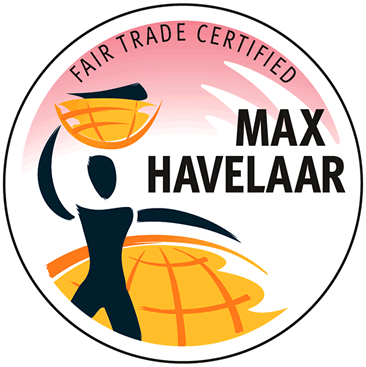 FAIR TRADE CERTIFIED
MAX
HAVELAAR